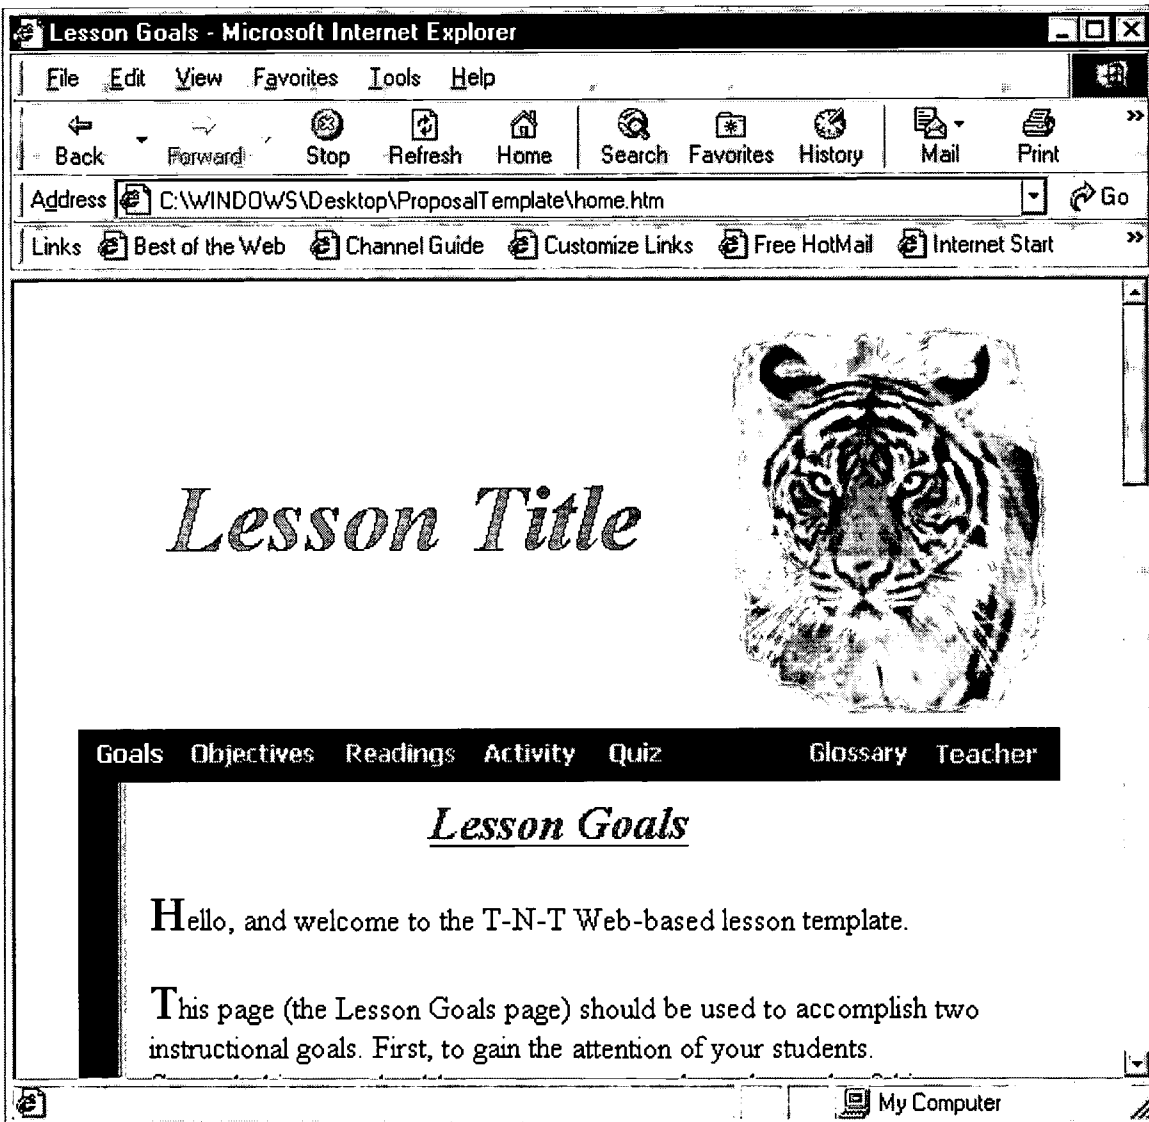 Lesson Goals - Microsoft Internet Explorer
File Edit View Favorites Tools Help
Back Forward Stop Refresh Home Search Favorites History Mail Print
Address C:\WINDOWS\Desktop\ProposalTemplate\home.htm Go
Links Best of the Web Channel Guide Customize Links Free HotMail Internet Start
Lesson Title
Goals Objectives Readings Activity Quiz Glossary Teacher
Lesson Goals
Hello, and welcome to the T-N-T Web-based lesson template.
This page (the Lesson Goals page) should be used to accomplish two
instructional goals. First, to gain the attention of your students.
My Computer